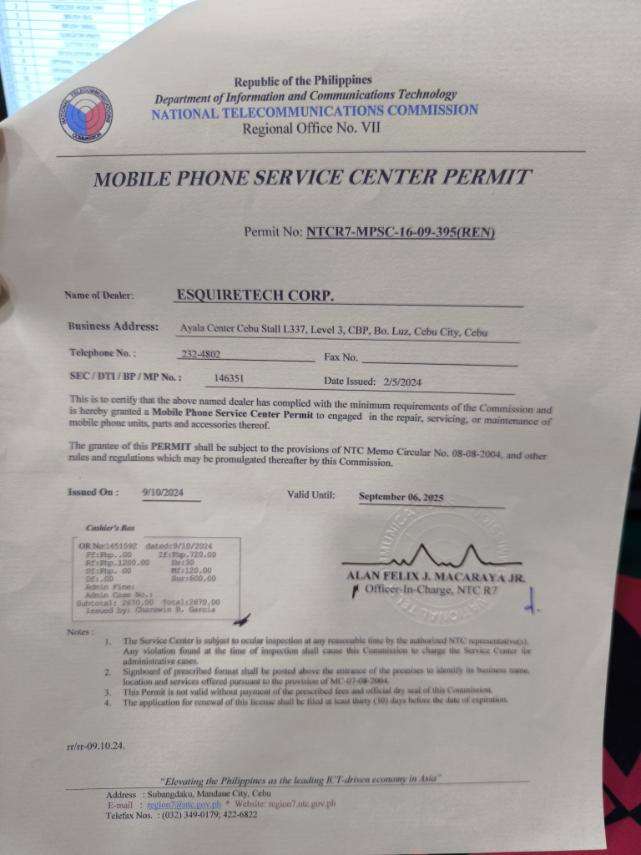 Republic of the Philippines
Department of Information and Communications Technology
NATIONAL TELECOMMUNICATIONS COMMISSION
Regional Office No. VII
MOBILE PHONE SERVICE CENTER PERMIT
Permit No: NTCR7-MPSC-16-09-395(REN)
Name of Dealer: ESQUIRETECH CORP.
Business Address: Ayala Center Cebu Stall L337, Level 3, CBP, Bo. Luz, Cebu City, Cebu
Telephone No. : 232-4802 Fax No.
SEC / DTI / BP / MP No. : 146351 Date Issued: 2/5/2024
This is to certify that the above named dealer has complied with the minimum requirements of the Commission and
is hereby granted a Mobile Phone Service Center Permit to engaged in the repair, servicing, or maintenance of
mobile phone units, parts and accessories thereof.
The grantee of this PERMIT shall be subject to the provisions of NTC Memo Circular No. 08-08-2004, and other
rules and regulations which may be promulgated thereafter by this Commission.
Issued On : 9/10/2024 Valid Until: September 06, 2025
Cashier's Box
OR No:1451592 dated:9/10/2024
FF:Php. .00 IF:Php.720.00
RF:Php.1200.00 Ds:30
Mf:120.00
Sur:600.00
Admin Fine:
Admin Case No.:
Subtotal: 2670.00 Total:2670.00
Issued by: B. Garcia
ALAN FELIX J. MACARAYA JR.
Officer-In-Charge, NTC R7
Notes :
1. The Service Center is subject to ocular inspection at any reasonable time by the authorized NTC representative(s).
Any violation found at the time of inspection shall cause this Commission to charge the Service Center for
administrative cases.
2. Signboard of prescribed format shall be posted above the entrance of the premises to identify its business name,
location and services offered pursuant to the provision of MC-07-08-2004.
3. This Permit is not valid without payment of the prescribed fees and official dry seal of this Commission.
4. The application for renewal of this license shall be filed at least thirty (30) days before the date of expiration.
rr/rr-09.10.24.
"Elevating the Philippines as the leading ICT-driven economy in Asia"
Address : Subangdaku, Mandaue City, Cebu
E-mail : region7@ntc.gov.ph * Website: region7.ntc.gov.ph
Telefax Nos. : (032) 349-0179; 422-6822